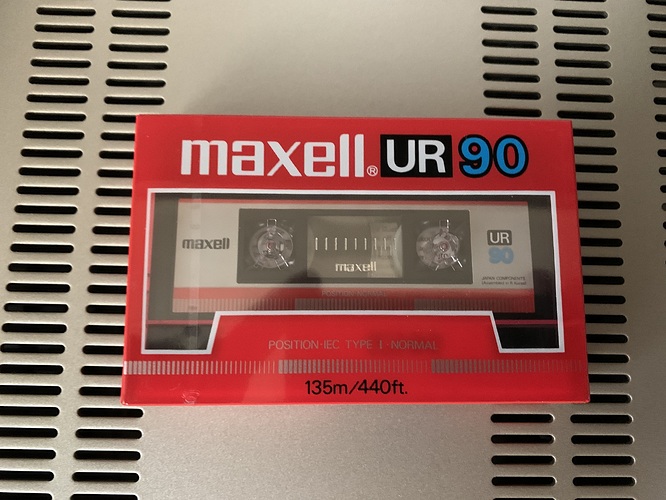 maxell® UR 90
maxell
maxell
UR
90
JAPAN COMPONENTS
POSITION·IEC TYPE I·NORMAL
135m/440ft.